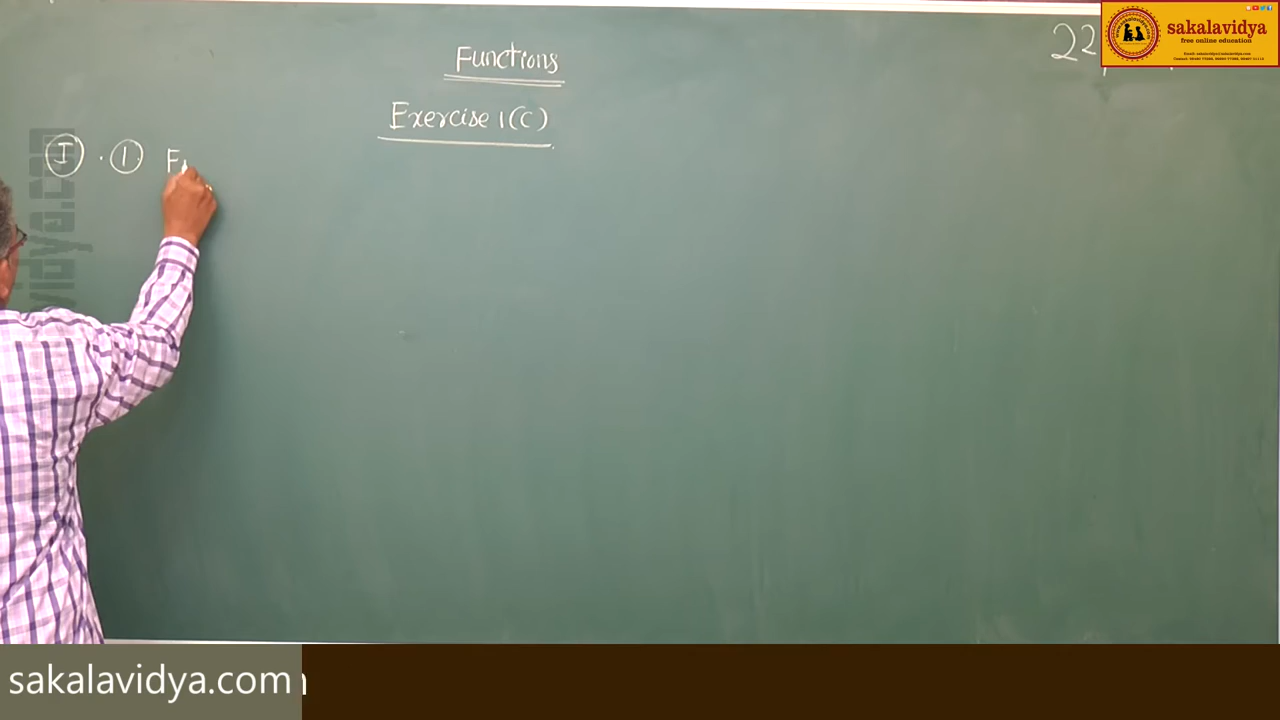 Functions
22
Exercise 1(C)
I . 1 F
sakalavidya
free online education
sakalavidya.com